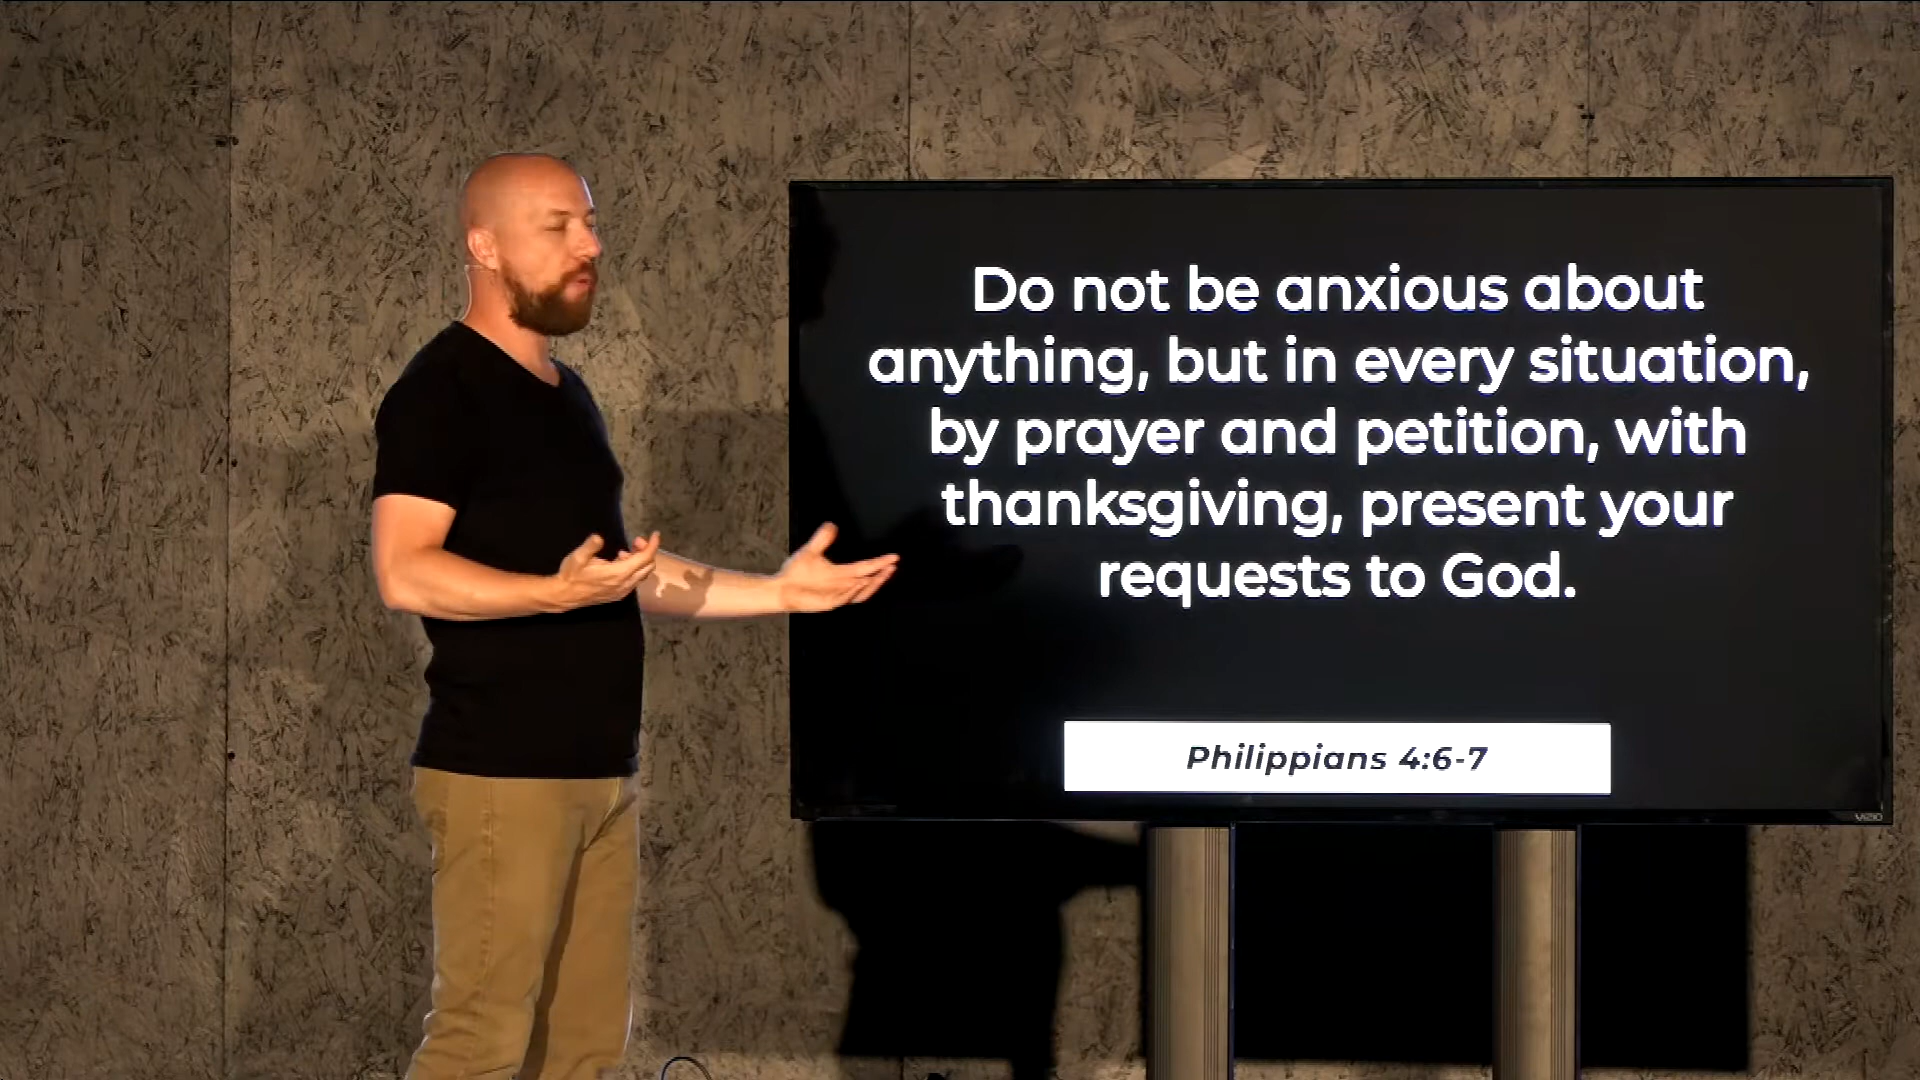 Do not be anxious about
anything, but in every situation,
by prayer and petition, with
thanksgiving, present your
requests to God.
Philippians 4:6-7
VIZIO